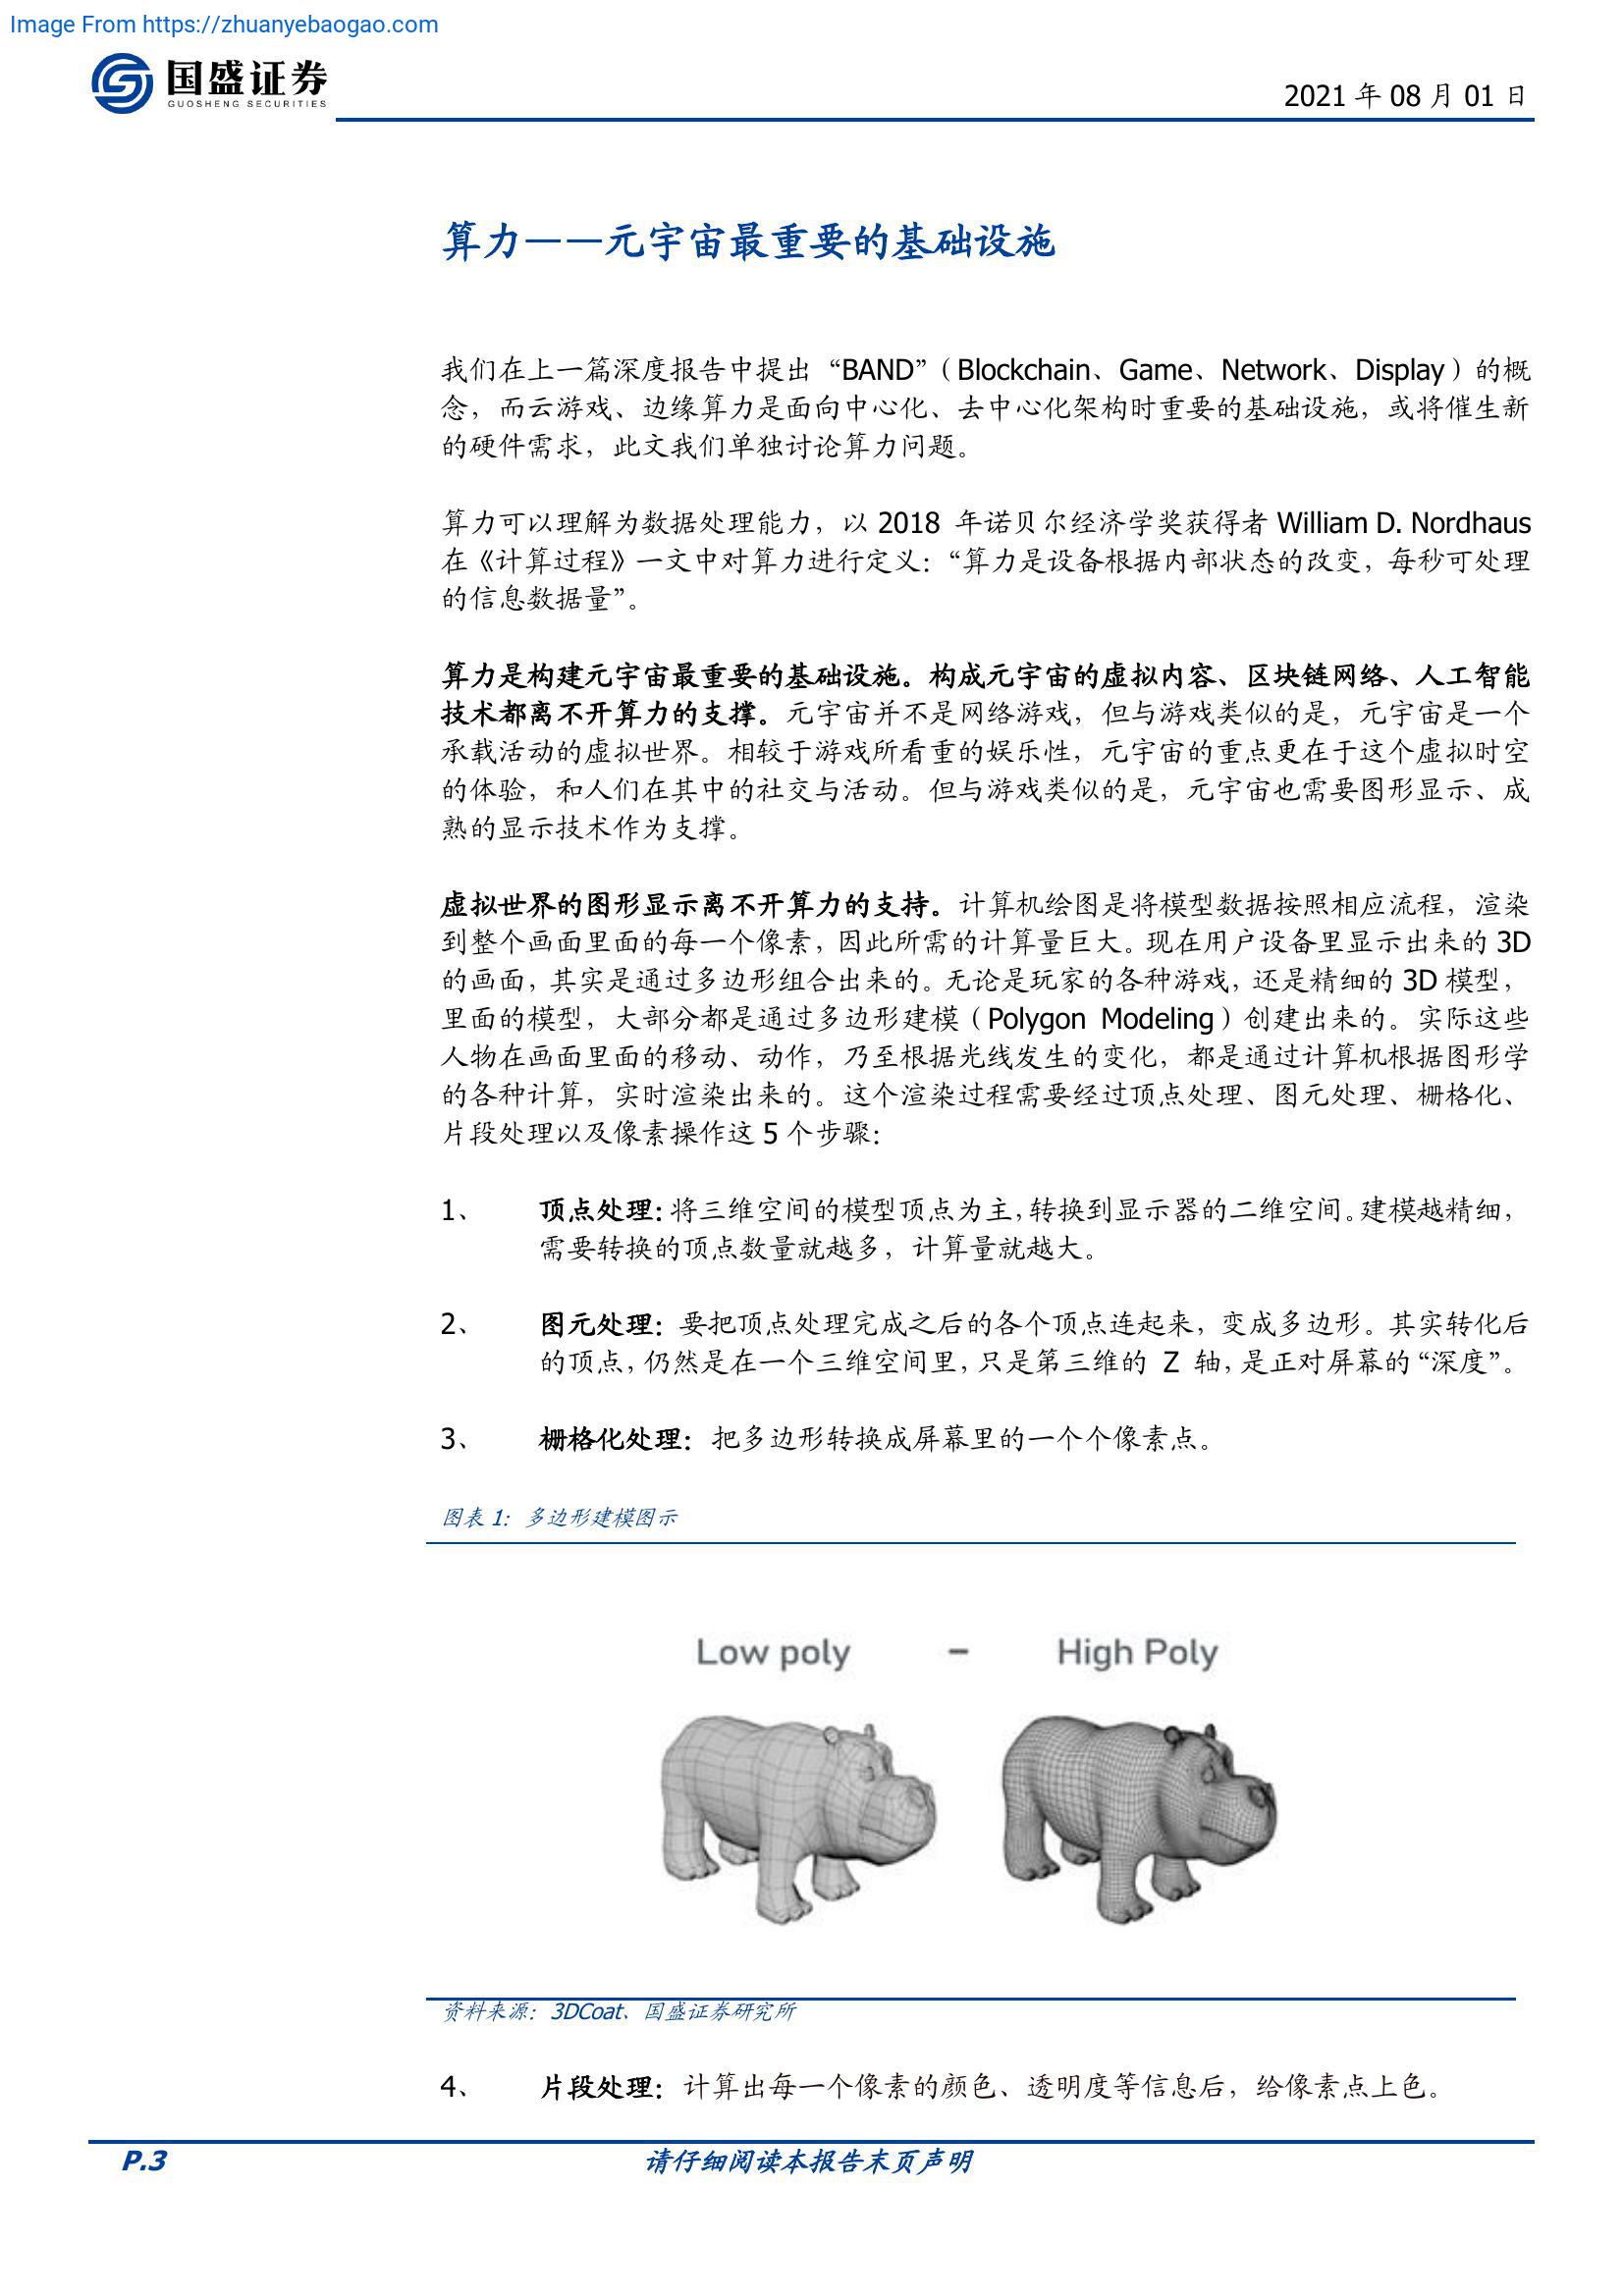 Image From https://zhuanyebaogao.com
国盛证券
GUOSHENG SECURITIES
2021 年 08 月 01 日
算力——元宇宙最重要的基础设施
我们在上一篇深度报告中提出 “BAND”（Blockchain、Game、Network、Display）的概
念，而云游戏、边缘算力是面向中心化、去中心化架构时重要的基础设施，或将催生新
的硬件需求，此文我们单独讨论算力问题。
算力可以理解为数据处理能力，以 2018 年诺贝尔经济学奖获得者 William D. Nordhaus
在《计算过程》一文中对算力进行定义：“算力是设备根据内部状态的改变，每秒可处理
的信息数据量”。
算力是构建元宇宙最重要的基础设施。构成元宇宙的虚拟内容、区块链网络、人工智能
技术都离不开算力的支撑。元宇宙并不是网络游戏，但与游戏类似的是，元宇宙是一个
承载活动的虚拟世界。相较于游戏所看重的娱乐性，元宇宙的重点更在于这个虚拟时空
的体验，和人们在其中的社交与活动。但与游戏类似的是，元宇宙也需要图形显示、成
熟的显示技术作为支撑。
虚拟世界的图形显示离不开算力的支持。计算机绘图是将模型数据按照相应流程，渲染
到整个画面里面的每一个像素，因此所需的计算量巨大。现在用户设备里显示出来的 3D
的画面，其实是通过多边形组合出来的。无论是玩家的各种游戏，还是精细的 3D 模型，
里面的模型，大部分都是通过多边形建模（Polygon Modeling）创建出来的。实际这些
人物在画面里面的移动、动作，乃至根据光线发生的变化，都是通过计算机根据图形学
的各种计算，实时渲染出来的。这个渲染过程需要经过顶点处理、图元处理、栅格化、
片段处理以及像素操作这 5 个步骤：
1、 顶点处理：将三维空间的模型顶点为主，转换到显示器的二维空间。建模越精细，
需要转换的顶点数量就越多，计算量就越大。
2、 图元处理：要把顶点处理完成之后的各个顶点连起来，变成多边形。其实转化后
的顶点，仍然是在一个三维空间里，只是第三维的 Z 轴，是正对屏幕的“深度”。
3、 栅格化处理：把多边形转换成屏幕里的一个个像素点。
图表 1：多边形建模图示
Low poly – High Poly
资料来源：3DCoat、国盛证券研究所
4、 片段处理：计算出每一个像素的颜色、透明度等信息后，给像素点上色。
P.3 请仔细阅读本报告末页声明